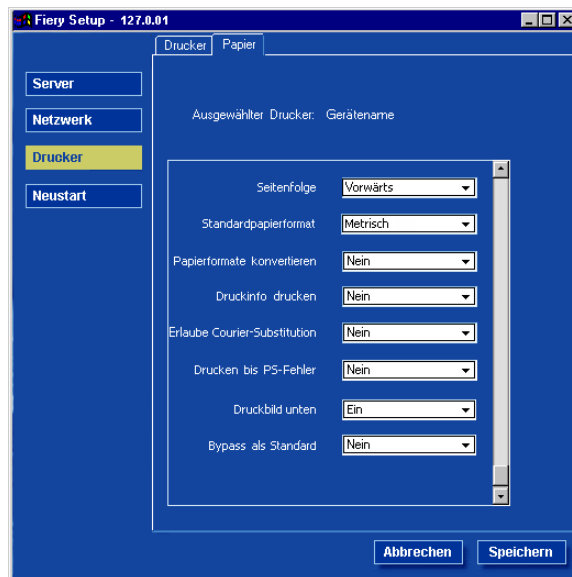 Fiery Setup - 127.0.01
Drucker Papier
Server
Netzwerk
Drucker
Neustart
Ausgewählter Drucker: Gerätename
Seitenfolge Vorwärts
Standardpapierformat Metrisch
Papierformate konvertieren Nein
Druckinfo drucken Nein
Erlaube Courier-Substitution Nein
Drucken bis PS-Fehler Nein
Druckbild unten Ein
Bypass als Standard Nein
Abbrechen Speichern